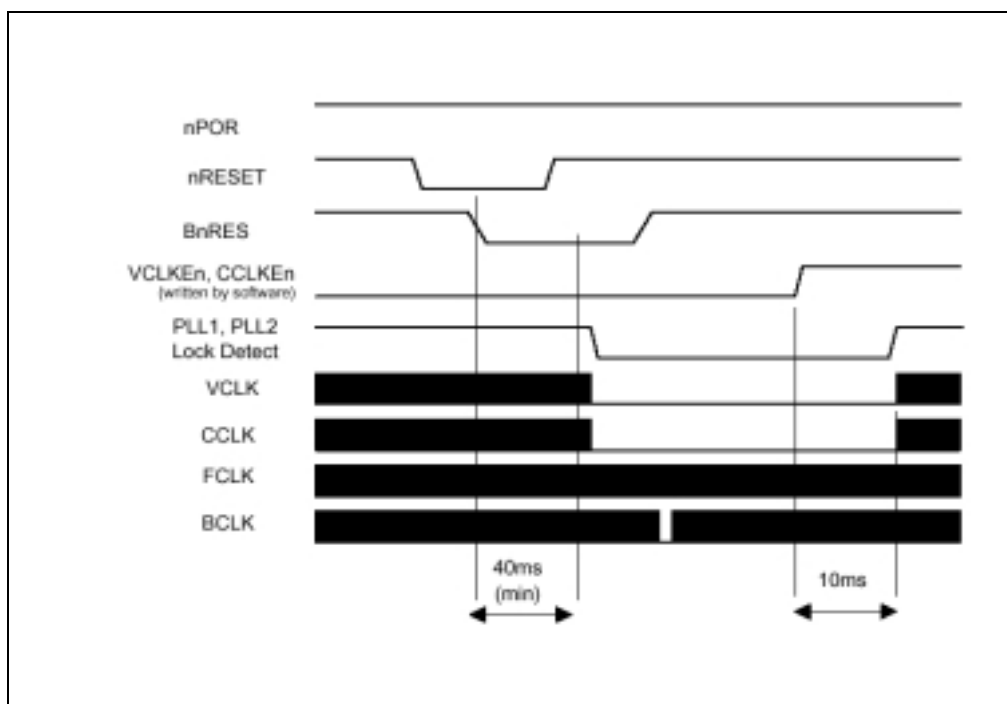 nPOR
nRESET
BnRES
VCLKEn, CCLKEn
(written by software)
PLL1, PLL2
Lock Detect
VCLK
CCLK
FCLK
BCLK
40ms
(min)
10ms